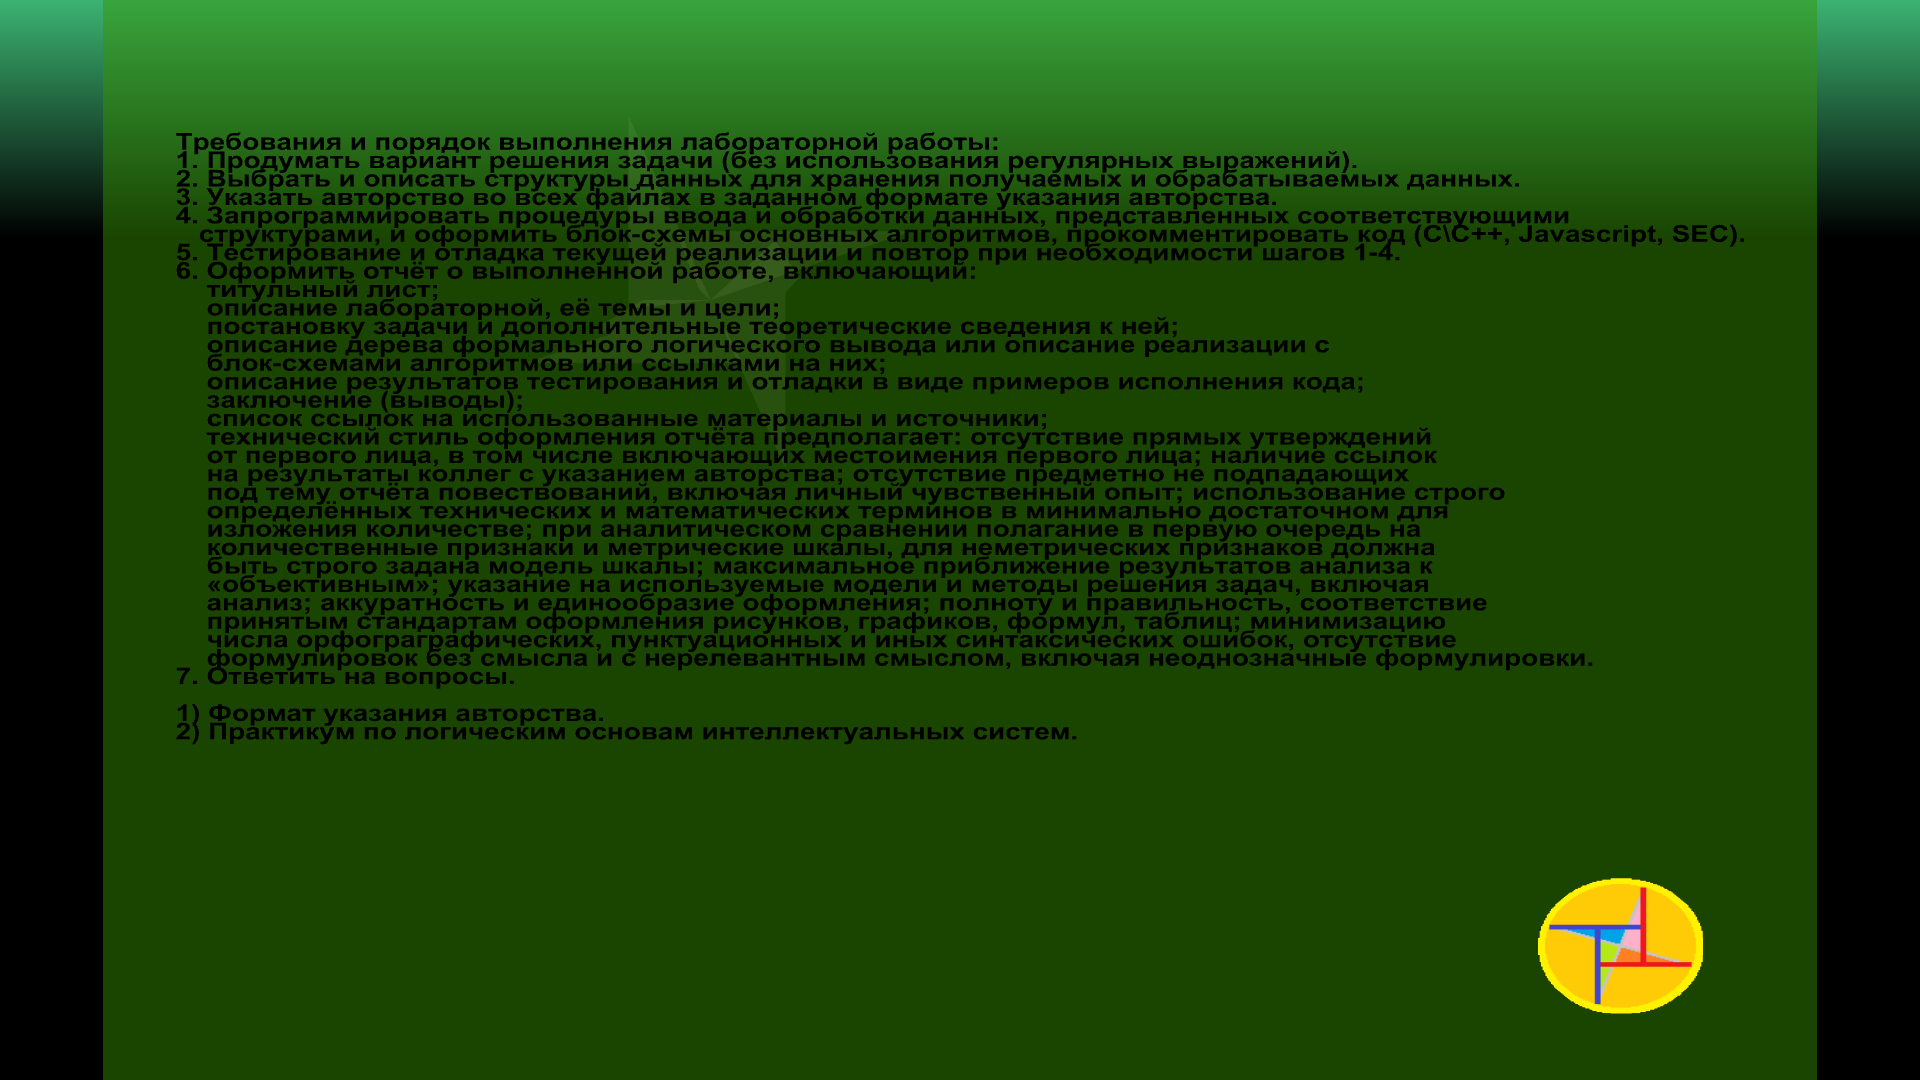 Требования и порядок выполнения лабораторной работы:
1. Продумать вариант решения задачи (без использования регулярных выражений).
2. Выбрать и описать структуры данных для хранения получаемых и обрабатываемых данных.
3. Указать авторство во всех файлах в заданном формате указания авторства.
4. Запрограммировать процедуры ввода и обработки данных, представленных соответствующими
структурами, и оформить блок-схемы основных алгоритмов, прокомментировать код (C\C++, Javascript, SEC).
5. Тестирование и отладка текущей реализации и повтор при необходимости шагов 1-4.
6. Оформить отчёт о выполненной работе, включающий:
титульный лист;
описание лабораторной, её темы и цели;
постановку задачи и дополнительные теоретические сведения к ней;
описание дерева формального логического вывода или описание реализации с
блок-схемами алгоритмов или ссылками на них;
описание результатов тестирования и отладки в виде примеров исполнения кода;
заключение (выводы);
список ссылок на использованные материалы и источники;
технический стиль оформления отчёта предполагает: отсутствие прямых утверждений
от первого лица, в том числе включающих местоимения первого лица; наличие ссылок
на результаты коллег с указанием авторства; отсутствие предметно не подпадающих
под тему отчёта повествований, включая личный чувственный опыт; использование строго
определённых технических и математических терминов в минимально достаточном для
изложения количестве; при аналитическом сравнении полагание в первую очередь на
количественные признаки и метрические шкалы, для неметрических признаков должна
быть строго задана модель шкалы; максимальное приближение результатов анализа к
«объективным»; указание на используемые модели и методы решения задач, включая
анализ; аккуратность и единообразие оформления; полноту и правильность, соответствие
принятым стандартам оформления рисунков, графиков, формул, таблиц; минимизацию
числа орфограграфических, пунктуационных и иных синтаксических ошибок, отсутствие
формулировок без смысла и с нерелевантным смыслом, включая неоднозначные формулировки.
7. Ответить на вопросы.
1) Формат указания авторства.
2) Практикум по логическим основам интеллектуальных систем.